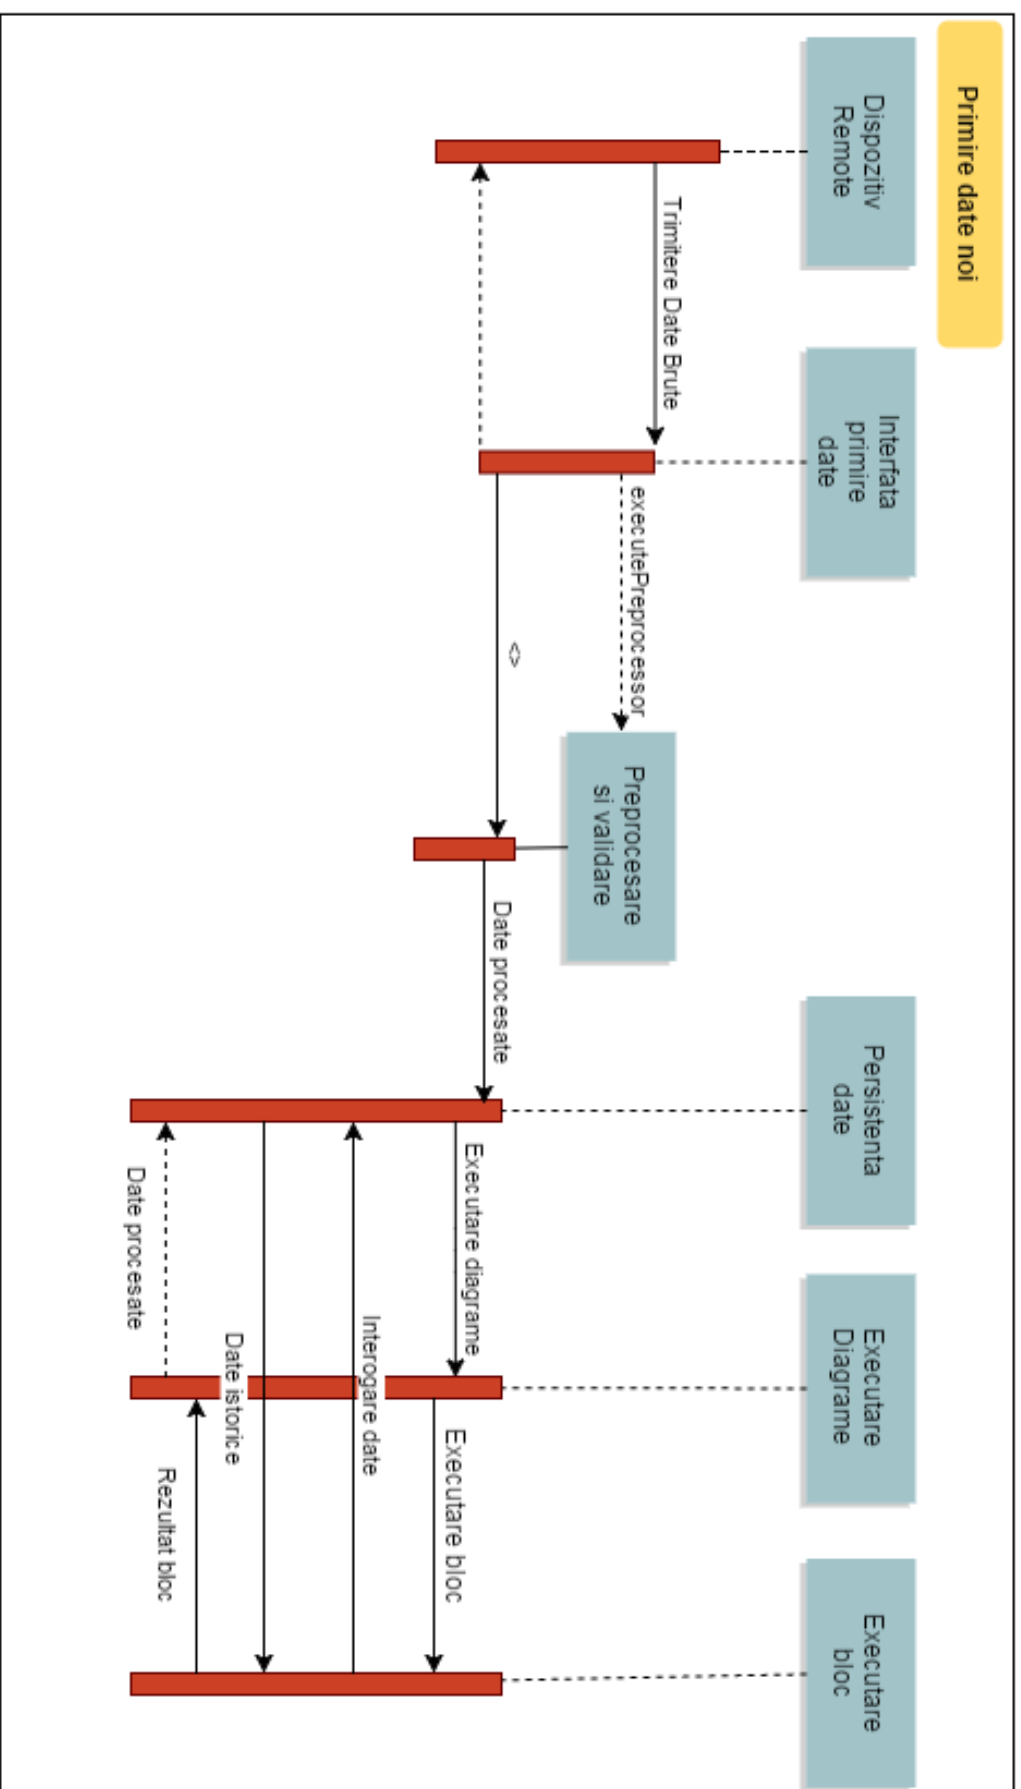 Primire date noi
Dispozitiv
Remote
Interfata
primire
date
Preprocesare
si validare
Persistenta
date
Executare
Diagrame
Executare
bloc
Trimitere Date Brute
executePreprocessor
<>
Date procesate
Executare diagrame
Executare bloc
Interogare date
Date istorice
Rezultat bloc
Date procesate